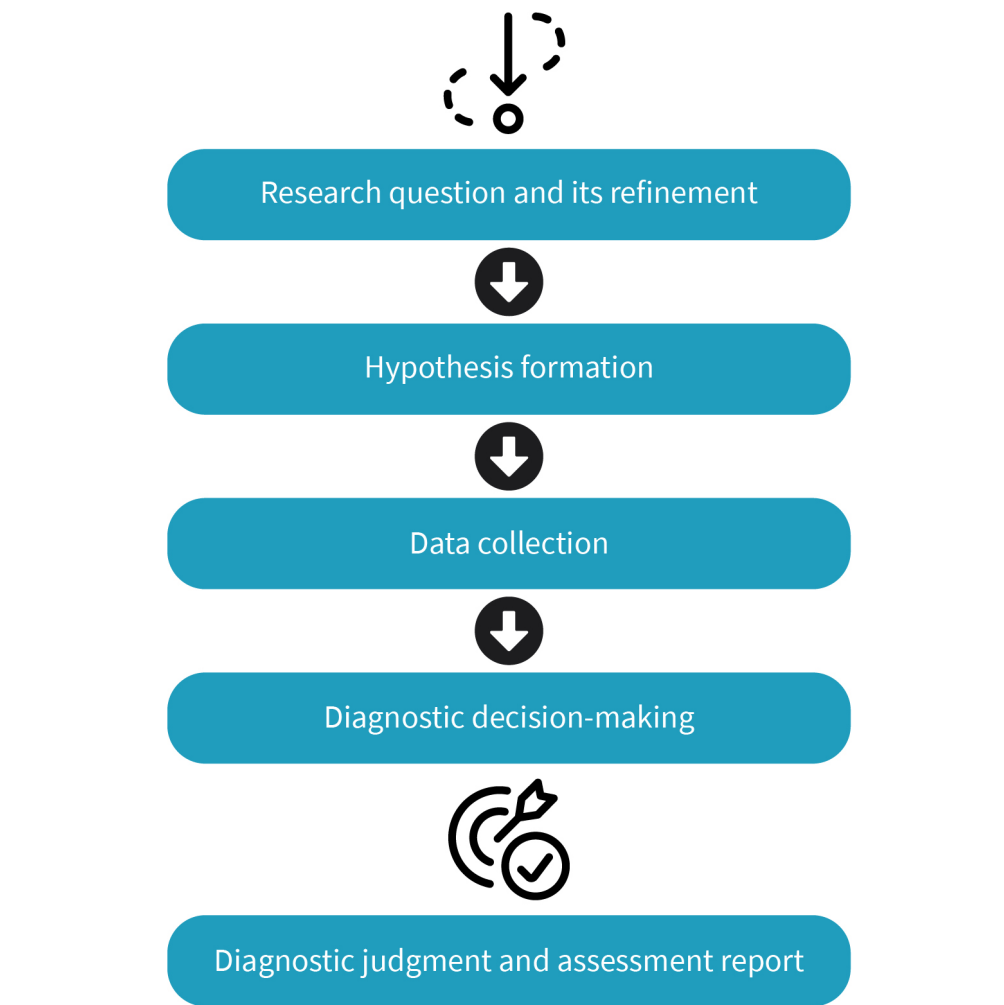 Research question and its refinement
Hypothesis formation
Data collection
Diagnostic decision-making
Diagnostic judgment and assessment report